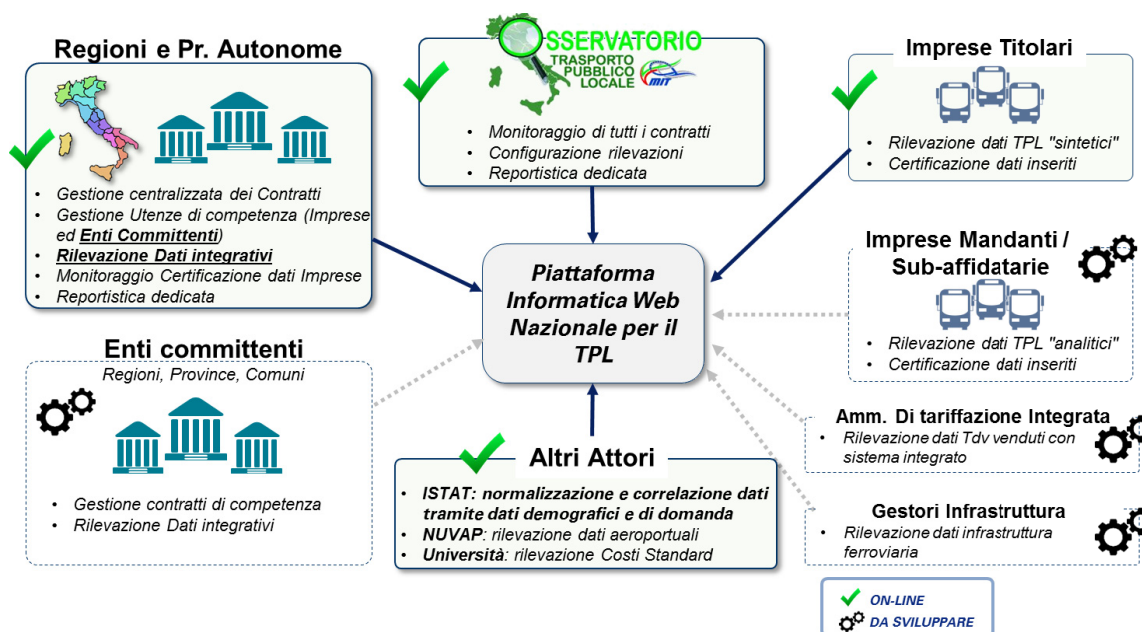 Regioni e Pr. Autonome
• Gestione centralizzata dei Contratti
• Gestione Utenze di competenza (Imprese
ed Enti Committenti)
• Rilevazione Dati integrativi
• Monitoraggio Certificazione dati Imprese
• Reportistica dedicata
OSSERVATORIO
TRASPORTO
PUBBLICO
LOCALE
MIT
• Monitoraggio di tutti i contratti
• Configurazione rilevazioni
• Reportistica dedicata
Imprese Titolari
• Rilevazione dati TPL "sintetici"
• Certificazione dati inseriti
Piattaforma
Informatica Web
Nazionale per il
TPL
Imprese Mandanti /
Sub-affidatarie
• Rilevazione dati TPL "analitici"
• Certificazione dati inseriti
Enti committenti
Regioni, Province, Comuni
• Gestione contratti di competenza
• Rilevazione Dati integrativi
Altri Attori
• ISTAT: normalizzazione e correlazione dati
tramite dati demografici e di domanda
• NUVAP: rilevazione dati aeroportuali
• Università: rilevazione Costi Standard
Amm. Di tariffazione Integrata
• Rilevazione dati Tdv venduti con
sistema integrato
Gestori Infrastruttura
• Rilevazione dati infrastruttura
ferroviaria
ON-LINE
DA SVILUPPARE